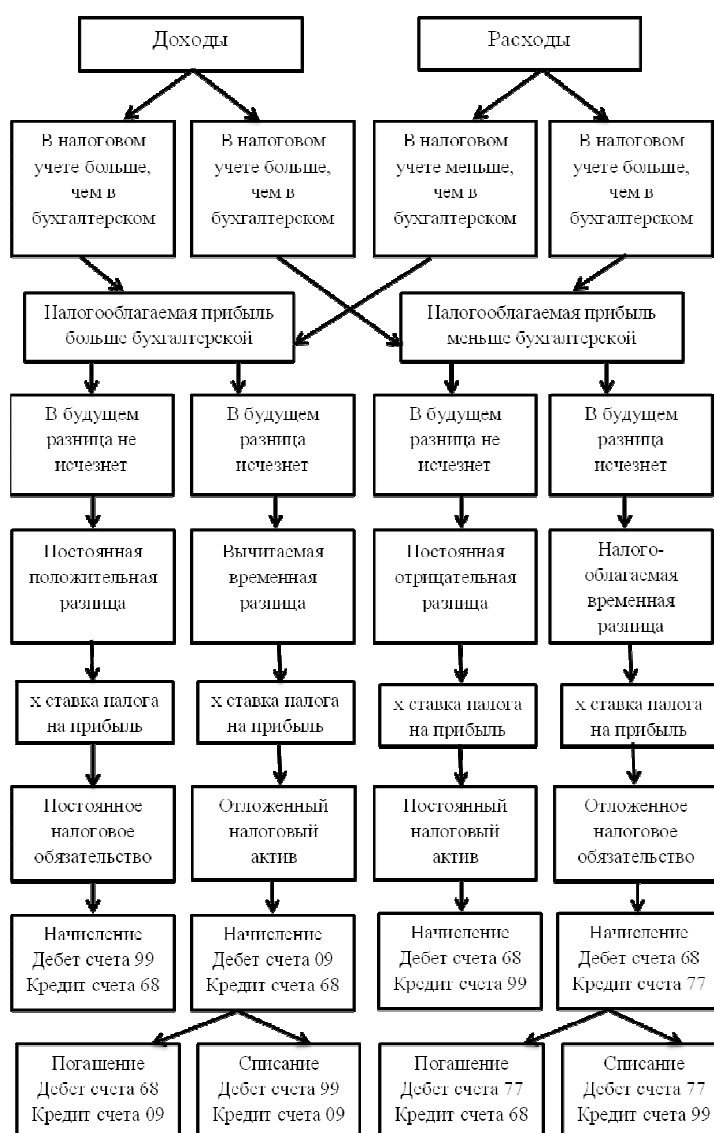 Доходы
Расходы
В налоговом
учете больше,
чем в
бухгалтерском
В налоговом
учете больше,
чем в
бухгалтерском
В налоговом
учете меньше,
чем в
бухгалтерском
В налоговом
учете больше,
чем в
бухгалтерском
Налогооблагаемая прибыль
больше бухгалтерской
Налогооблагаемая прибыль
меньше бухгалтерской
В будущем
разница не
исчезнет
В будущем
разница
исчезнет
В будущем
разница не
исчезнет
В будущем
разница
исчезнет
Постоянная
положительная
разница
Вычитаемая
временная
разница
Постоянная
отрицательная
разница
Налого-
облагаемая
временная
разница
х ставка налога
на прибыль
х ставка налога
на прибыль
х ставка налога
на прибыль
х ставка налога
на прибыль
Постоянное
налоговое
обязательство
Отложенный
налоговый
актив
Постоянный
налоговый
актив
Отложенное
налоговое
обязательство
Начисление
Дебет счета 99
Кредит счета 68
Начисление
Дебет счета 09
Кредит счета 68
Начисление
Дебет счета 68
Кредит счета 99
Начисление
Дебет счета 68
Кредит счета 77
Погашение
Дебет счета 68
Кредит счета 09
Списание
Дебет счета 99
Кредит счета 09
Погашение
Дебет счета 77
Кредит счета 68
Списание
Дебет счета 77
Кредит счета 99